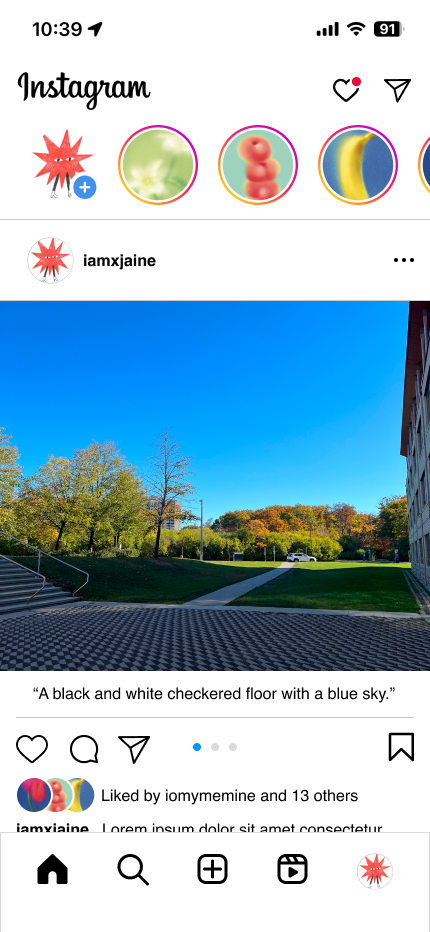 10:39
91
Instagram
iamxjaine
“A black and white checkered floor with a blue sky.”
Liked by iomymemine and 13 others
iamxjaine Lorem ipsum dolor sit amet consectetur